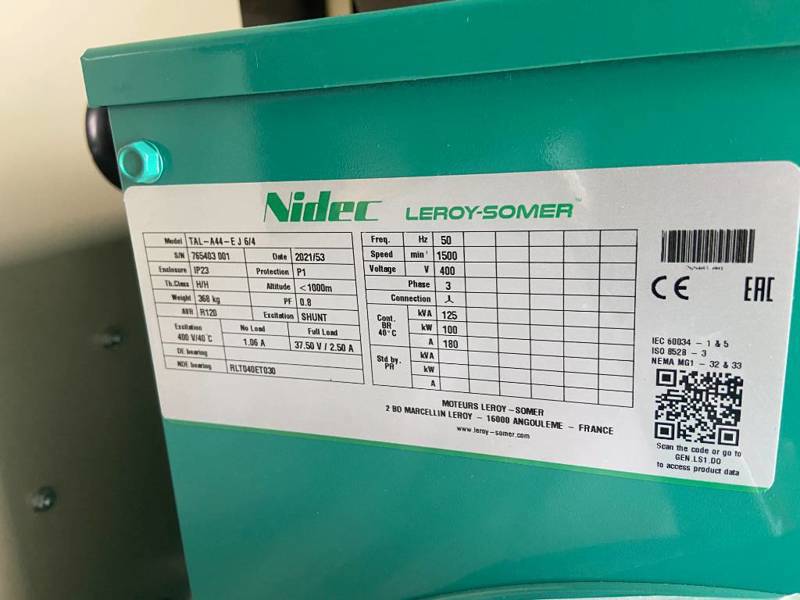 Nidec LEROY-SOMER™
Model TAL-A44-E J 6/4
S/N 765403 001 Date 2021/53
Enclosure IP23 Protection P1
Th.Class H/H Altitude <1000m
Weight 368 kg PF 0.8
AVR R120 Excitation SHUNT
Excitation No Load Full Load
400 V/40°C 1.06 A 37.50 V / 2.50 A
DE bearing
NDE bearing RLT040ET030
Freq. Hz 50
Speed min⁻¹ 1500
Voltage V 400
Phase 3
Connection
Cont. BR 40°C kVA 125
kW 100
A 180
Std by. PR kVA
kW
A
MOTEURS LEROY-SOMER
2 BD MARCELLIN LEROY - 16000 ANGOULEME - FRANCE
www.leroy-somer.com
CE EAC
IEC 60034 - 1 & 5
ISO 8528 - 3
NEMA MG1 - 32 & 33
Scan the code or go to
GEN.LS1.DO
to access product data